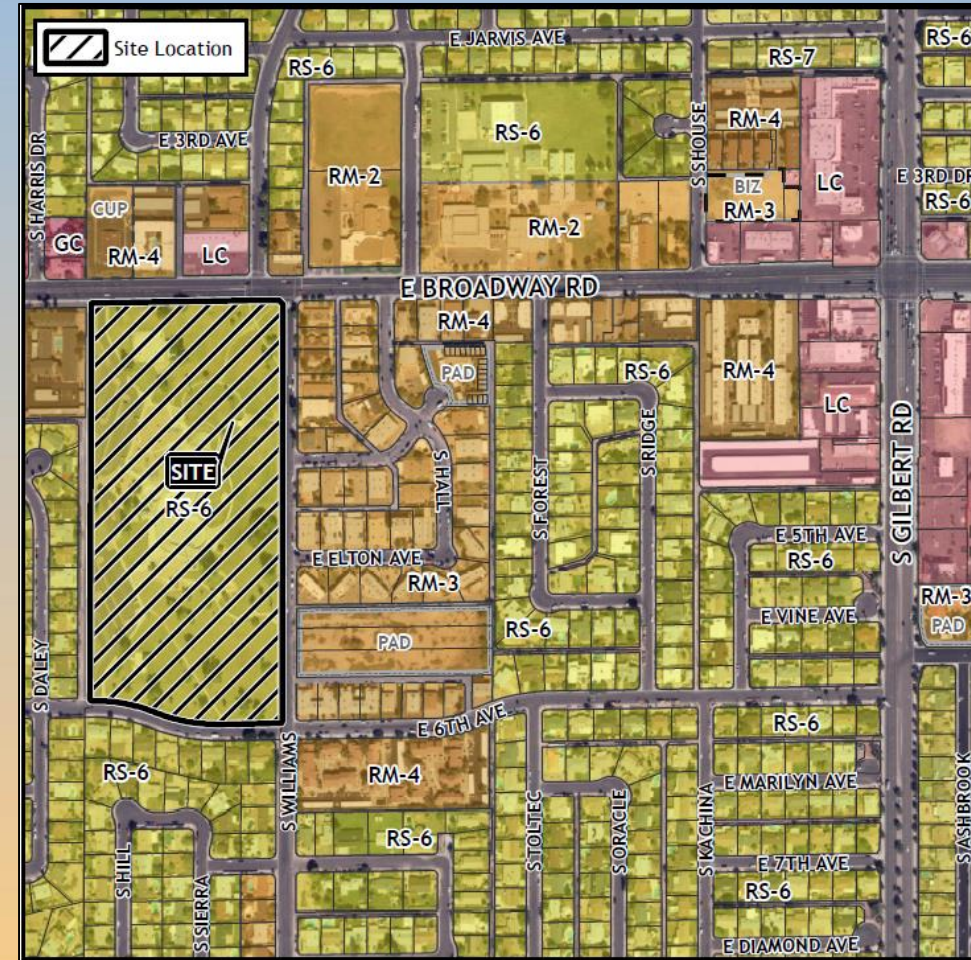 Site Location
E JARVIS AVE
RS-6
RS-6
RS-7
E 3RD AVE
RS-6
S SHOUSE
RM-4
S HARRIS DR
RM-2
LC
E 3RD DR
CUP
BIZ
RM-3
RS-6
GC
RM-4
LC
RM-2
E BROADWAY RD
RM-4
PAD
RS-6
RM-4
LC
SITE
RS-6
S HALL
S FOREST
S RIDGE
S GILBERT RD
E ELTON AVE
RM-3
E 5TH AVE
RS-6
E VINE AVE
RM-3
PAD
PAD
RS-6
S DALEY
E 6TH AVE
RS-6
RS-6
S WILLIAMS
RM-4
E MARILYN AVE
S TOLTEC
S ORACLE
S KACHINA
S ASHBROOK
RS-6
S HILL
S SIERRA
E 7TH AVE
RS-6
E DIAMOND AVE